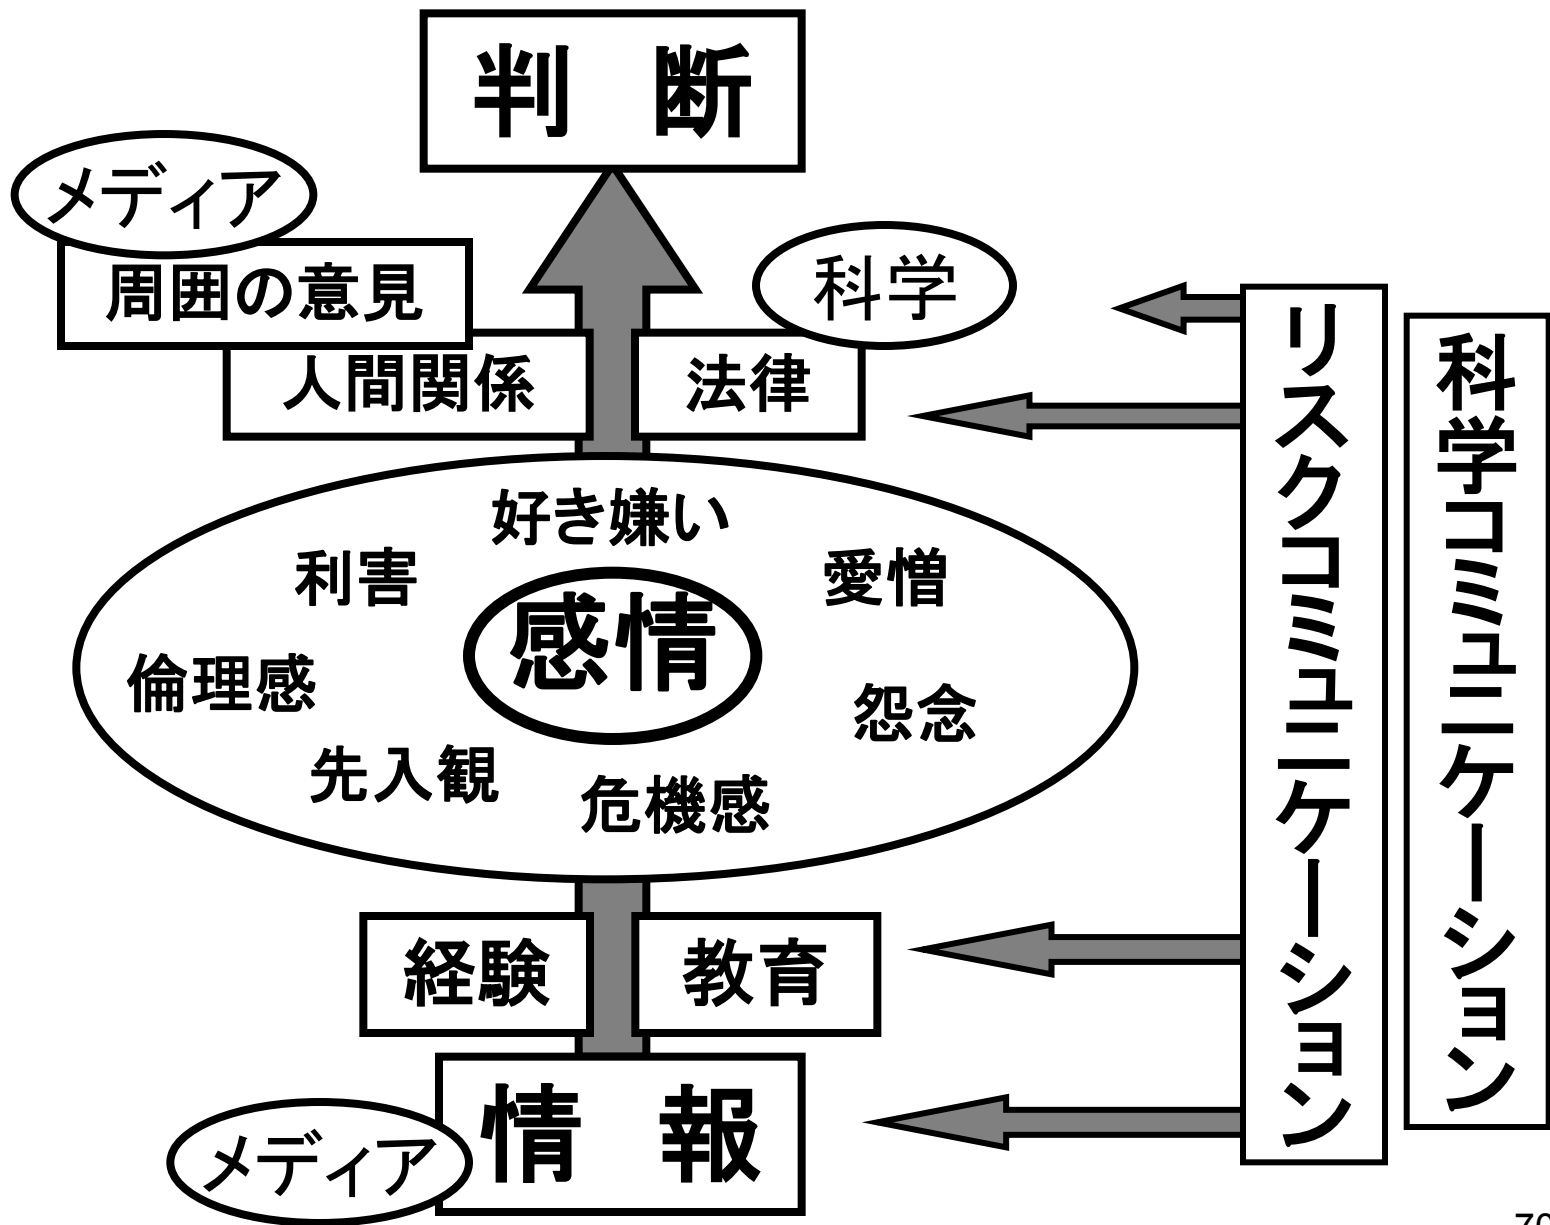 判 断
メディア
周囲の意見
科学
人間関係
法律
好き嫌い
利害
愛憎
感情
倫理感
怨念
先入観
危機感
経験
教育
情 報
メディア
リスクコミュニケーション
科学コミュニケーション